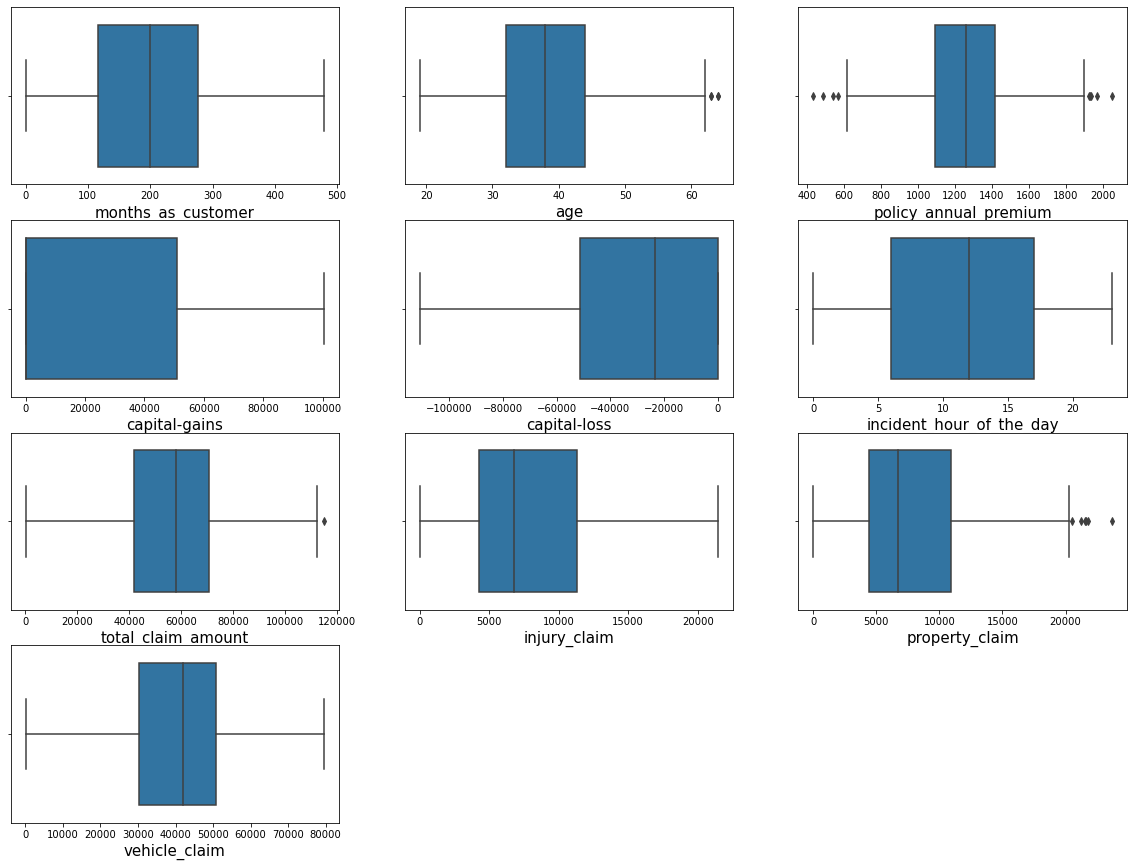 0 100 200 300 400 500
months_as_customer
20 30 40 50 60
age
400 600 800 1000 1200 1400 1600 1800 2000
policy_annual_premium
0 20000 40000 60000 80000 100000
capital-gains
−100000 −80000 −60000 −40000 −20000 0
capital-loss
0 5 10 15 20
incident_hour_of_the_day
0 20000 40000 60000 80000 100000 120000
total_claim_amount
0 5000 10000 15000 20000
injury_claim
0 5000 10000 15000 20000
property_claim
0 10000 20000 30000 40000 50000 60000 70000 80000
vehicle_claim